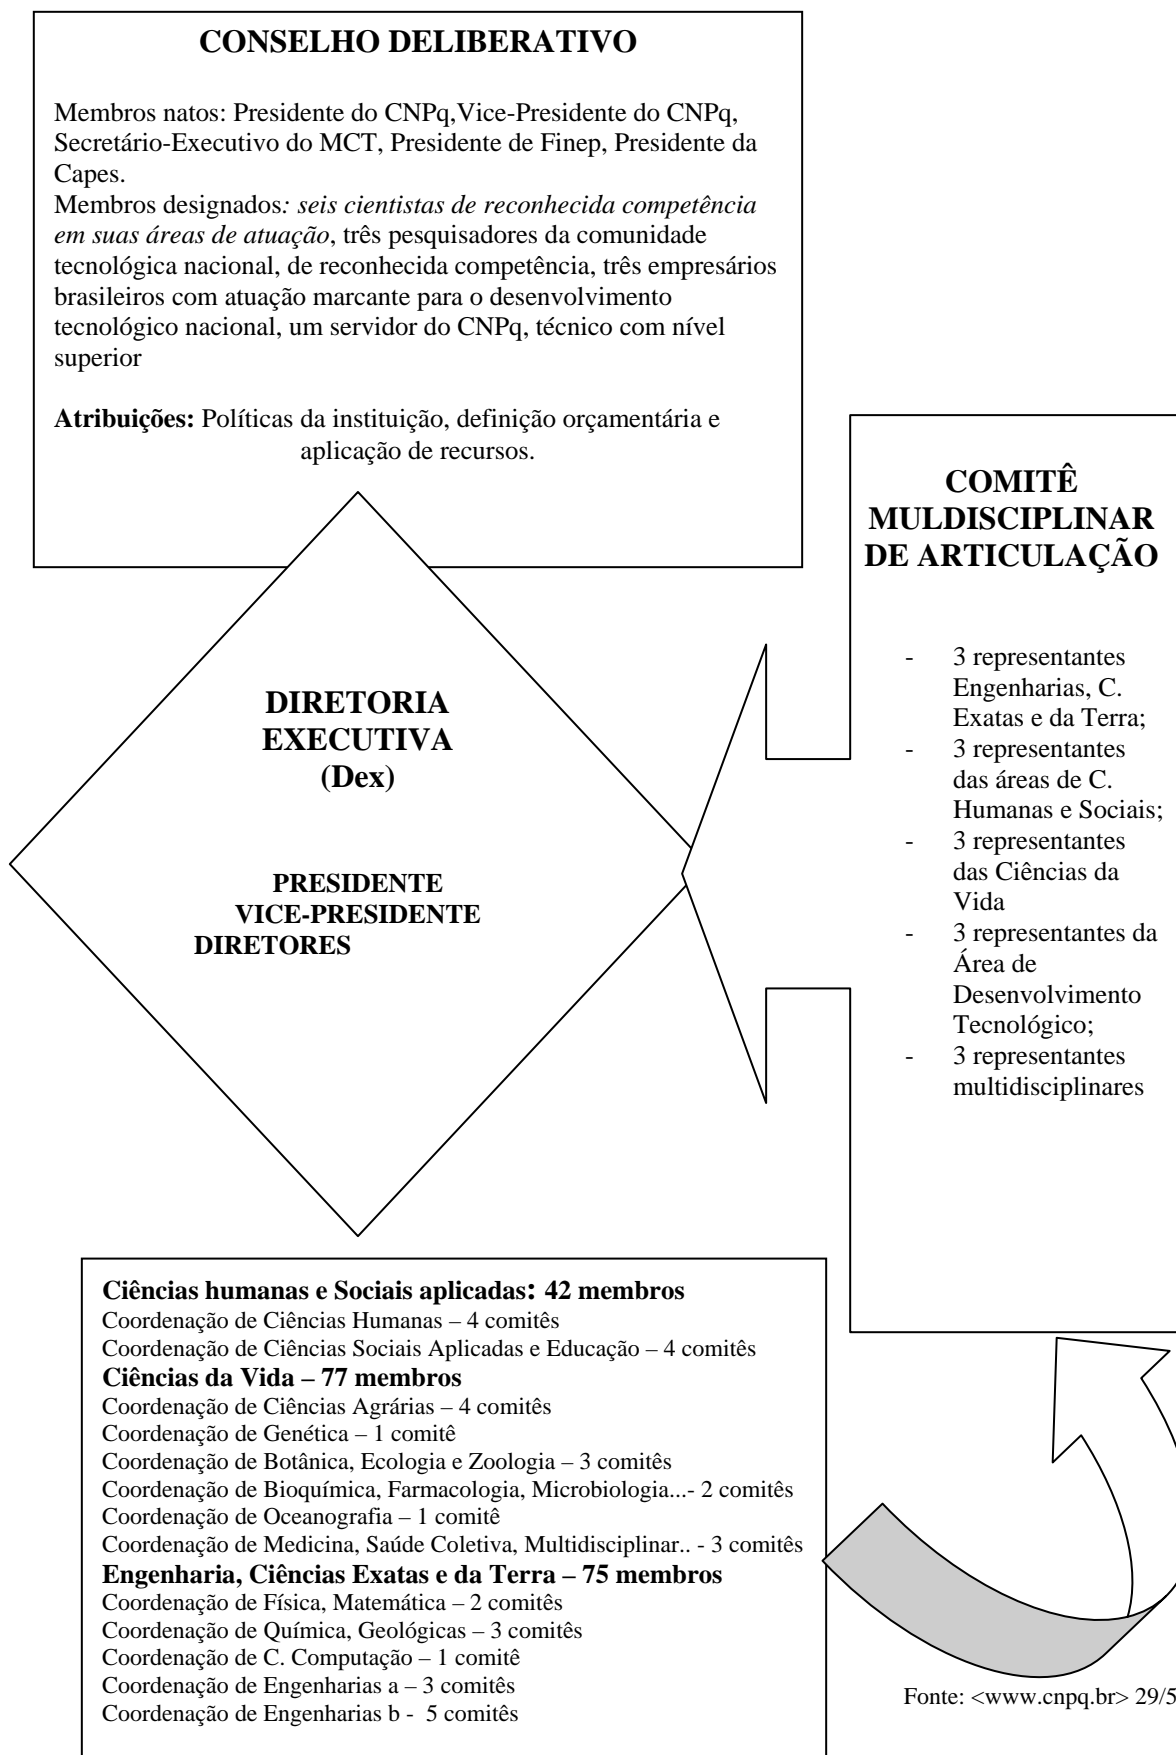 CONSELHO DELIBERATIVO
Membros natos: Presidente do CNPq,Vice-Presidente do CNPq,
Secretário-Executivo do MCT, Presidente de Finep, Presidente da
Capes.
Membros designados: seis cientistas de reconhecida competência
em suas áreas de atuação, três pesquisadores da comunidade
tecnológica nacional, de reconhecida competência, três empresários
brasileiros com atuação marcante para o desenvolvimento
tecnológico nacional, um servidor do CNPq, técnico com nível
superior
Atribuições: Políticas da instituição, definição orçamentária e
aplicação de recursos.
COMITÊ
MULDISCIPLINAR
DE ARTICULAÇÃO
- 3 representantes
Engenharias, C.
Exatas e da Terra;
- 3 representantes
das áreas de C.
Humanas e Sociais;
- 3 representantes
das Ciências da
Vida
- 3 representantes da
Área de
Desenvolvimento
Tecnológico;
- 3 representantes
multidisciplinares
DIRETORIA
EXECUTIVA
(Dex)
PRESIDENTE
VICE-PRESIDENTE
DIRETORES
Ciências humanas e Sociais aplicadas: 42 membros
Coordenação de Ciências Humanas – 4 comitês
Coordenação de Ciências Sociais Aplicadas e Educação – 4 comitês
Ciências da Vida – 77 membros
Coordenação de Ciências Agrárias – 4 comitês
Coordenação de Genética – 1 comitê
Coordenação de Botânica, Ecologia e Zoologia – 3 comitês
Coordenação de Bioquímica, Farmacologia, Microbiologia...- 2 comitês
Coordenação de Oceanografia – 1 comitê
Coordenação de Medicina, Saúde Coletiva, Multidisciplinar.. - 3 comitês
Engenharia, Ciências Exatas e da Terra – 75 membros
Coordenação de Física, Matemática – 2 comitês
Coordenação de Química, Geológicas – 3 comitês
Coordenação de C. Computação – 1 comitê
Coordenação de Engenharias a – 3 comitês
Coordenação de Engenharias b - 5 comitês
Fonte: <www.cnpq.br> 29/5